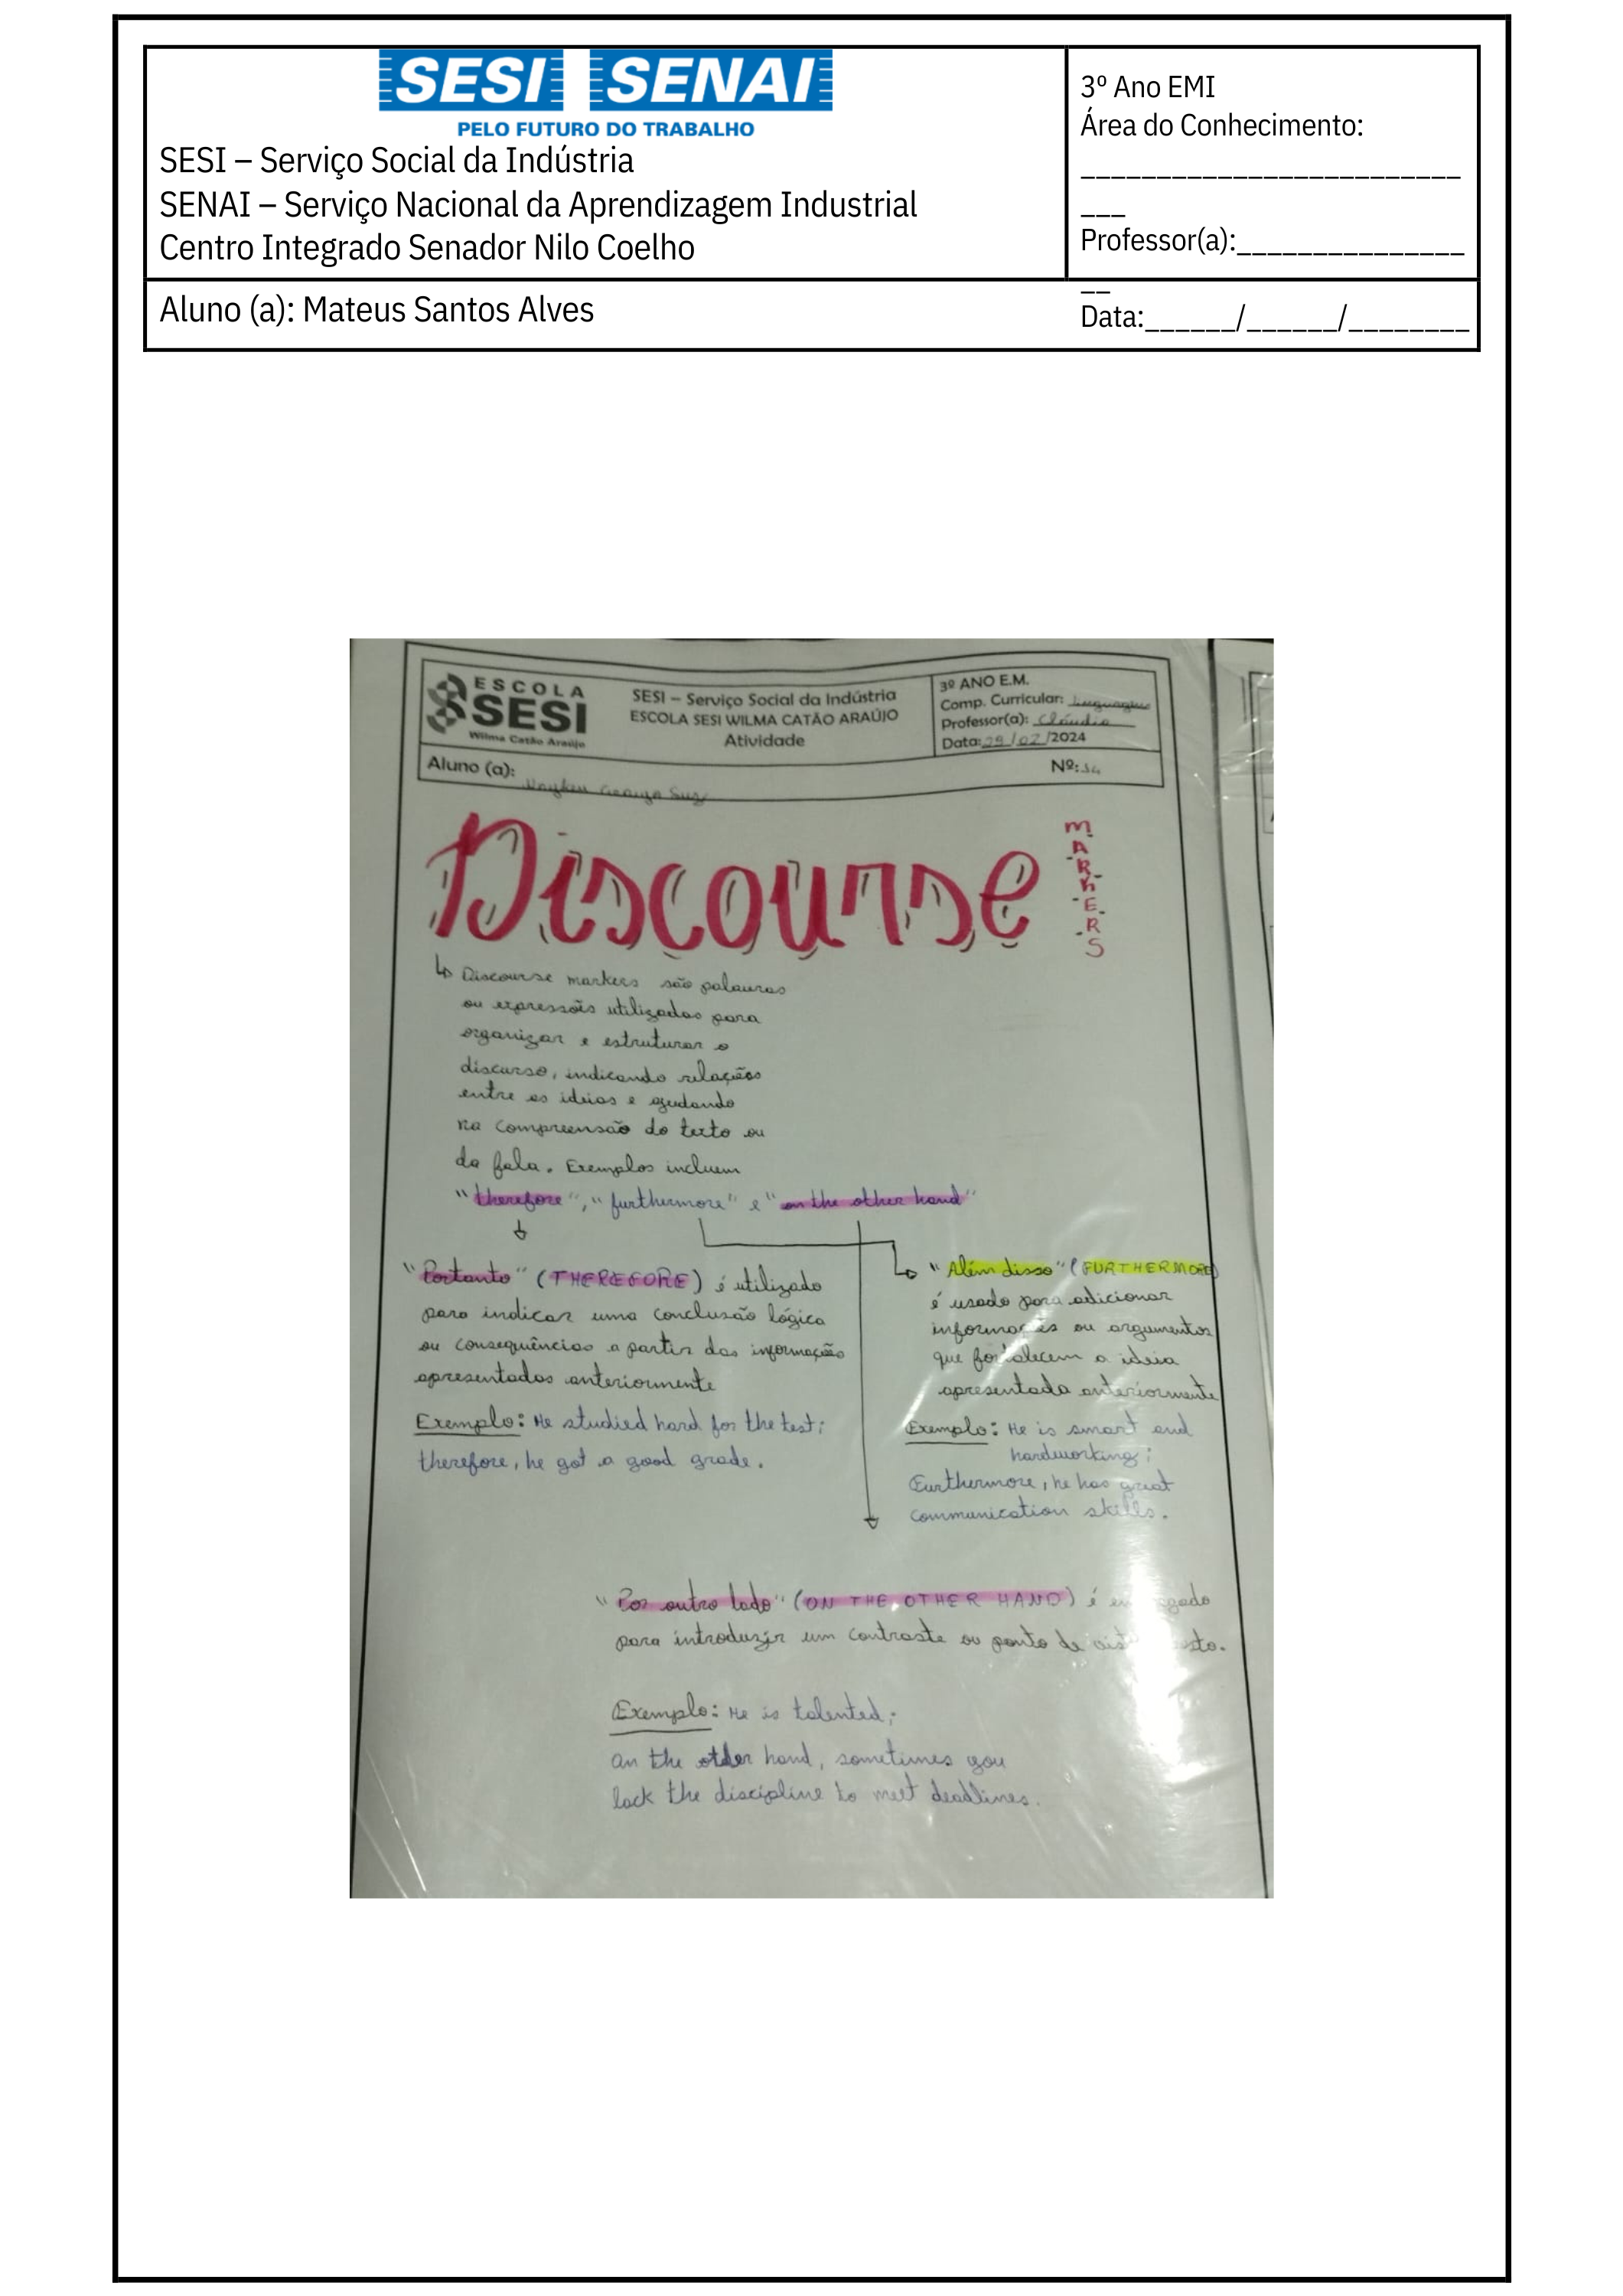 SESI SENAI
PELO FUTURO DO TRABALHO
SESI – Serviço Social da Indústria
SENAI – Serviço Nacional da Aprendizagem Industrial
Centro Integrado Senador Nilo Coelho
3º Ano EMI
Área do Conhecimento:
_________________________
___
Professor(a):_______________
__
Data:______/______/________
Aluno (a): Mateus Santos Alves
ESCOLA
SESI
Wilma Catão Araújo
SESI – Serviço Social da Indústria
ESCOLA SESI WILMA CATÃO ARAÚJO
Atividade
3º ANO E.M.
Comp. Curricular: Linguagens
Professor(a): Cláudia
Data: 29/02/2024
Aluno (a):
Nº:
Discourse
MARKERS
Discourse markers são palavras
ou expressões utilizadas para
organizar e estruturar o
discurso, indicando relações
entre as ideias e ajudando
na compreensão do texto ou
da fala. Exemplos incluem
"therefore", "furthermore" e "on the other hand"
"Portanto" (THEREFORE) é utilizado
para indicar uma conclusão lógica
ou consequências a partir das informações
apresentadas anteriormente
Exemplo: He studied hard for the test;
therefore, he got a good grade.
"Além disso" (FURTHERMORE)
é usado para adicionar
informações ou argumentos
que fortalecem a ideia
apresentada anteriormente
Exemplo: He is smart and
hardworking;
Furthermore, he has great
communication skills.
"Por outro lado" (ON THE OTHER HAND) é
para introduzir um contraste ou ponto de
Exemplo: He is talented;
on the other hand, sometimes you
lack the discipline to meet deadlines.